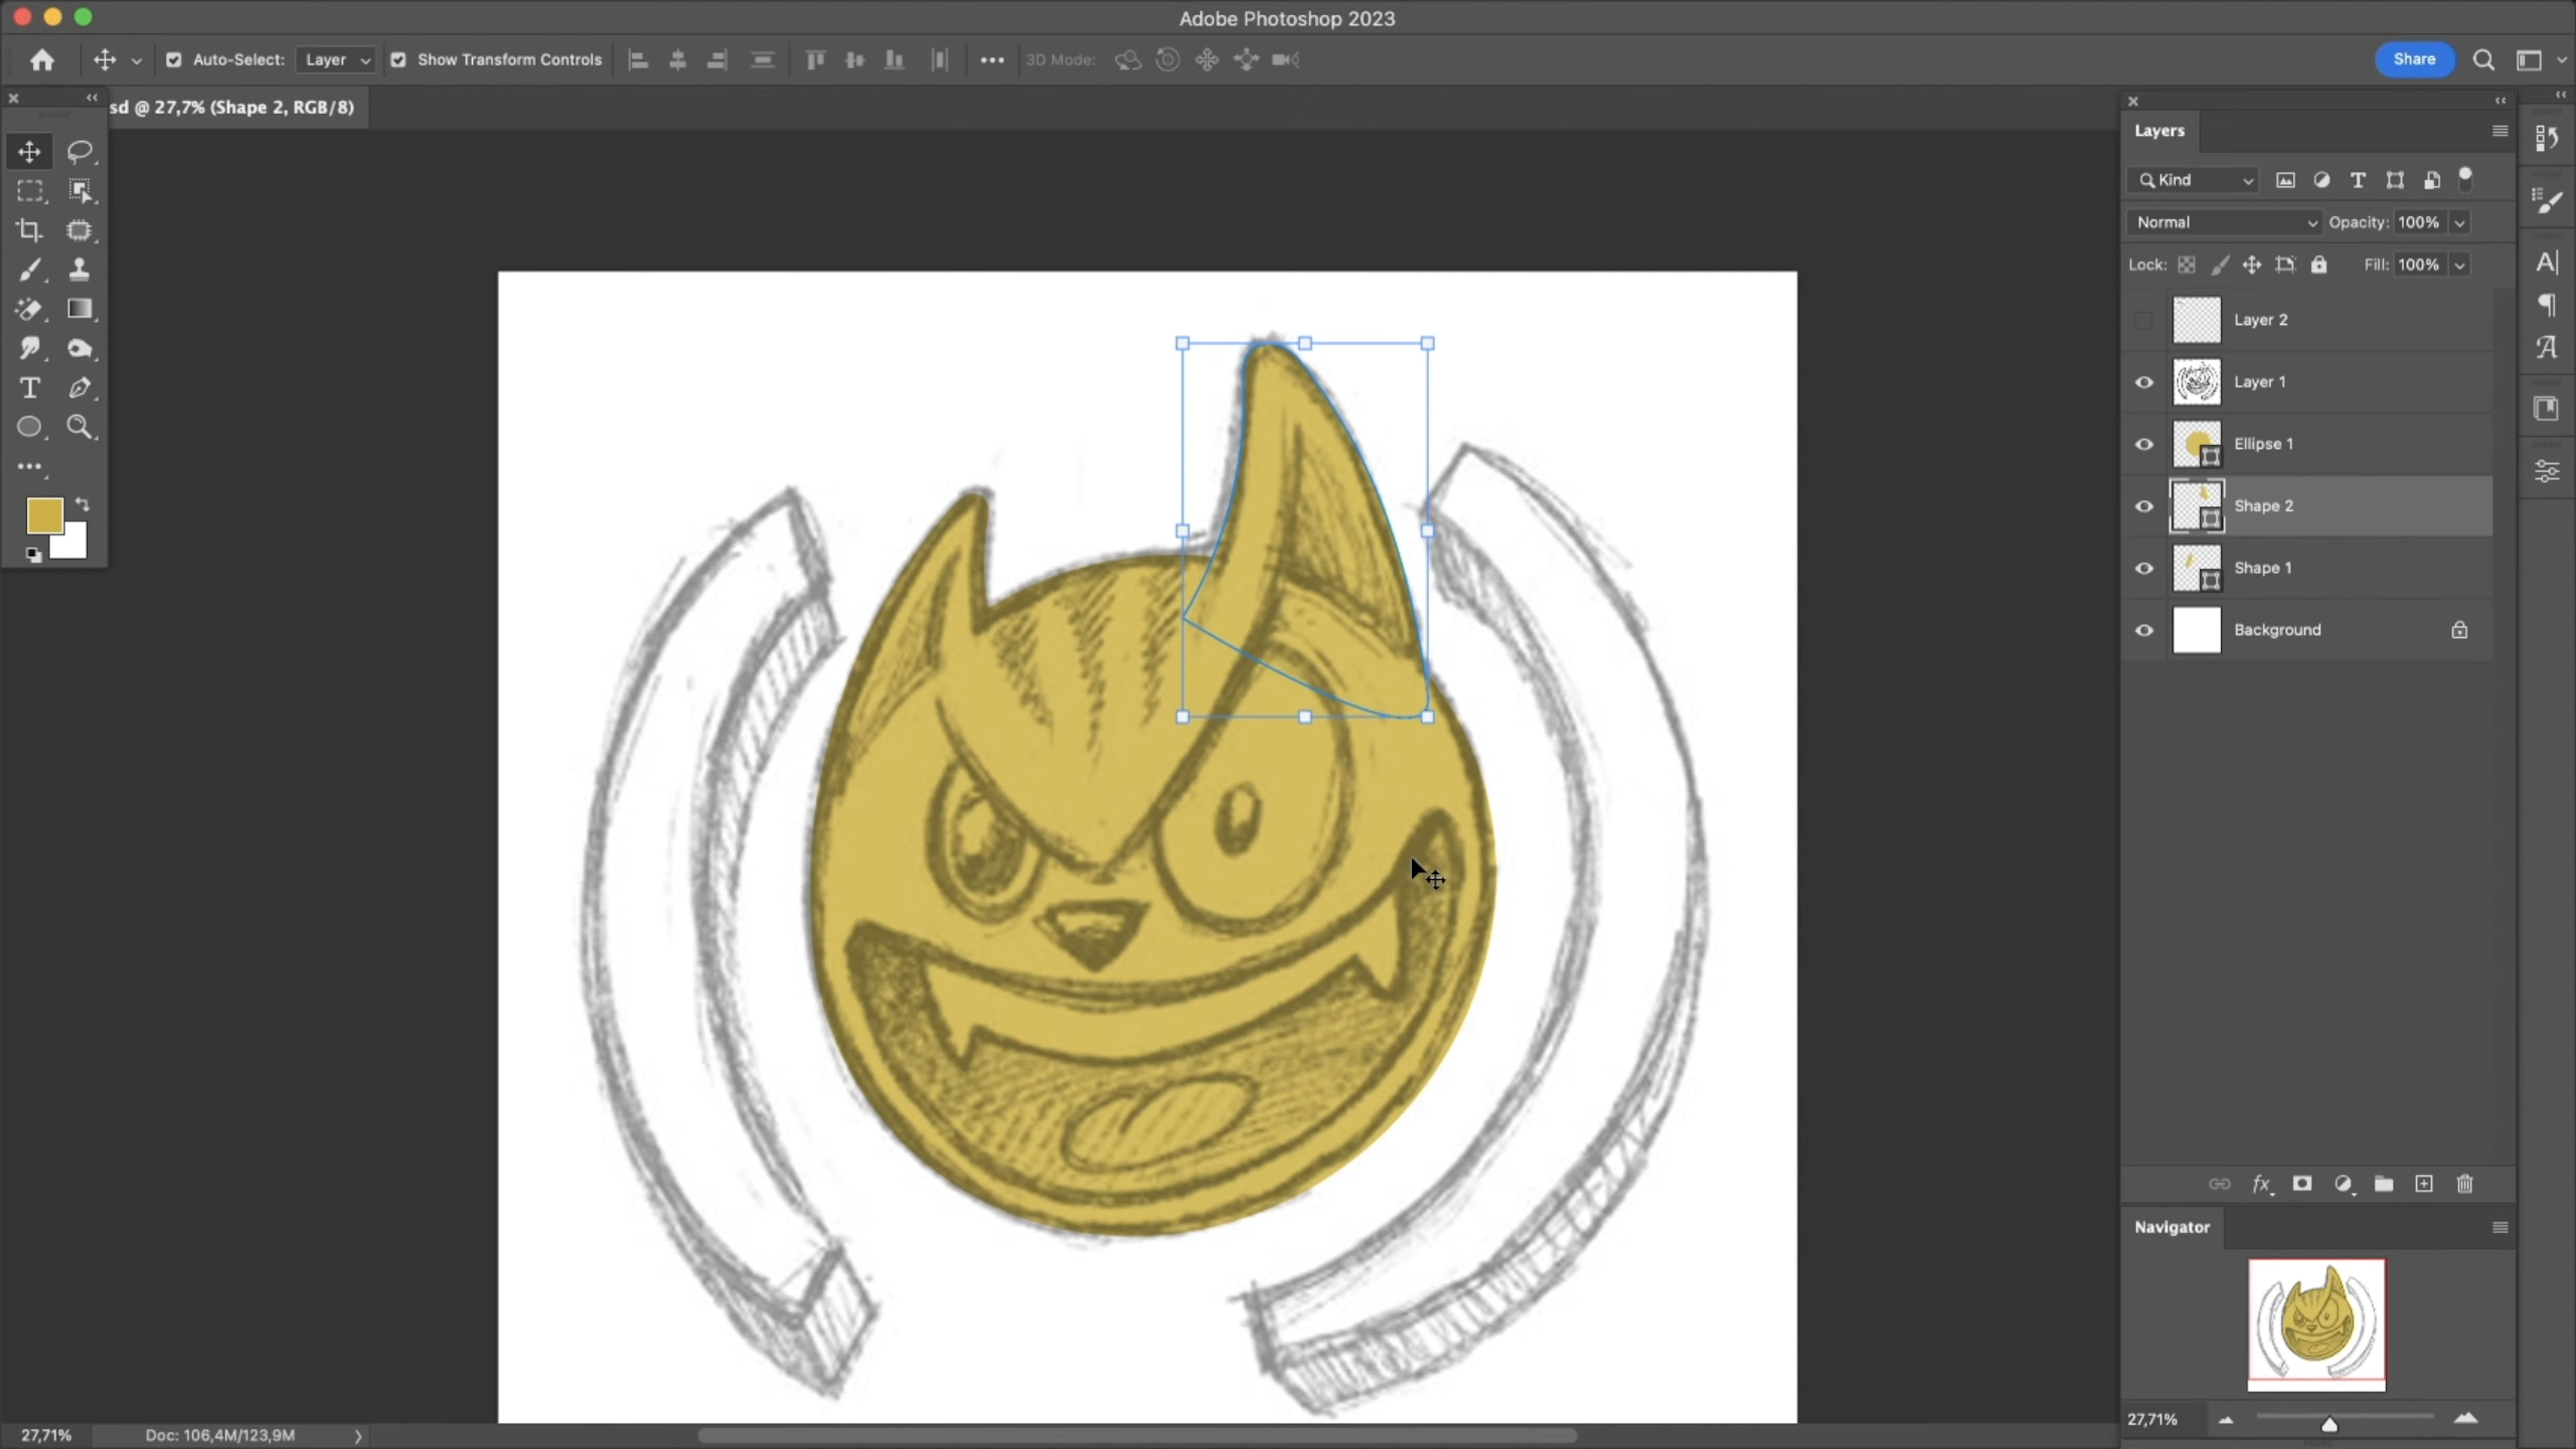 Adobe Photoshop 2023
Auto-Select: Layer Show Transform Controls 3D Mode: Share
sd @ 27,7% (Shape 2, RGB/8)
Layers
Kind
Normal Opacity: 100%
Lock: Fill: 100%
Layer 2
Layer 1
Ellipse 1
Shape 2
Shape 1
Background
fx
Navigator
27,71%
27,71% Doc: 106,4M/123,9M